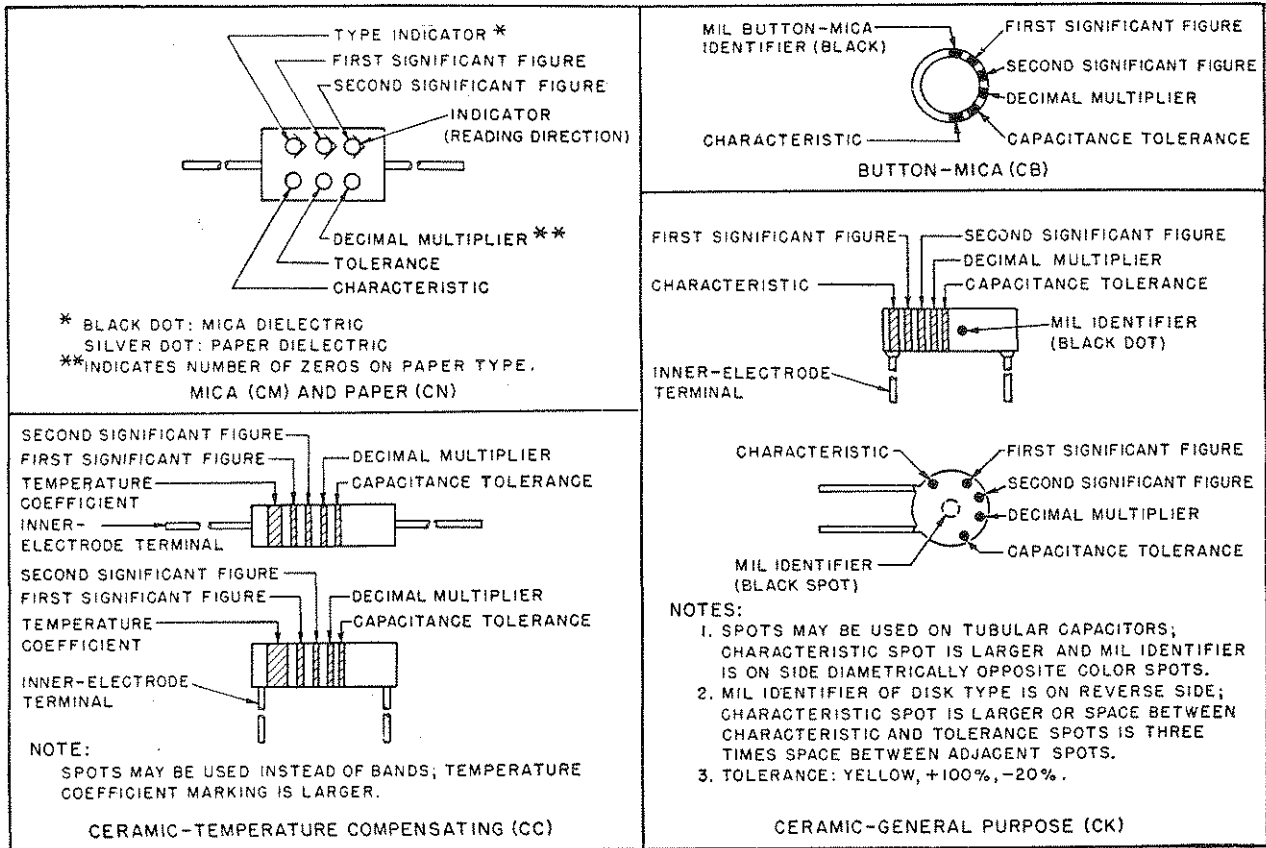 TYPE INDICATOR *
FIRST SIGNIFICANT FIGURE
SECOND SIGNIFICANT FIGURE
INDICATOR
(READING DIRECTION)
DECIMAL MULTIPLIER **
TOLERANCE
CHARACTERISTIC
* BLACK DOT: MICA DIELECTRIC
SILVER DOT: PAPER DIELECTRIC
** INDICATES NUMBER OF ZEROS ON PAPER TYPE.
MICA (CM) AND PAPER (CN)
SECOND SIGNIFICANT FIGURE
FIRST SIGNIFICANT FIGURE
DECIMAL MULTIPLIER
TEMPERATURE
COEFFICIENT
CAPACITANCE TOLERANCE
INNER-
ELECTRODE TERMINAL
SECOND SIGNIFICANT FIGURE
FIRST SIGNIFICANT FIGURE
DECIMAL MULTIPLIER
TEMPERATURE
COEFFICIENT
CAPACITANCE TOLERANCE
INNER-ELECTRODE
TERMINAL
NOTE:
SPOTS MAY BE USED INSTEAD OF BANDS; TEMPERATURE
COEFFICIENT MARKING IS LARGER.
CERAMIC-TEMPERATURE COMPENSATING (CC)
MIL BUTTON-MICA
IDENTIFIER (BLACK)
FIRST SIGNIFICANT FIGURE
SECOND SIGNIFICANT FIGURE
DECIMAL MULTIPLIER
CHARACTERISTIC
CAPACITANCE TOLERANCE
BUTTON-MICA (CB)
FIRST SIGNIFICANT FIGURE
SECOND SIGNIFICANT FIGURE
DECIMAL MULTIPLIER
CHARACTERISTIC
CAPACITANCE TOLERANCE
MIL IDENTIFIER
(BLACK DOT)
INNER-ELECTRODE
TERMINAL
CHARACTERISTIC
FIRST SIGNIFICANT FIGURE
SECOND SIGNIFICANT FIGURE
DECIMAL MULTIPLIER
CAPACITANCE TOLERANCE
MIL IDENTIFIER
(BLACK SPOT)
NOTES:
1. SPOTS MAY BE USED ON TUBULAR CAPACITORS;
CHARACTERISTIC SPOT IS LARGER AND MIL IDENTIFIER
IS ON SIDE DIAMETRICALLY OPPOSITE COLOR SPOTS.
2. MIL IDENTIFIER OF DISK TYPE IS ON REVERSE SIDE;
CHARACTERISTIC SPOT IS LARGER OR SPACE BETWEEN
CHARACTERISTIC AND TOLERANCE SPOTS IS THREE
TIMES SPACE BETWEEN ADJACENT SPOTS.
3. TOLERANCE: YELLOW, +100%, -20%.
CERAMIC-GENERAL PURPOSE (CK)